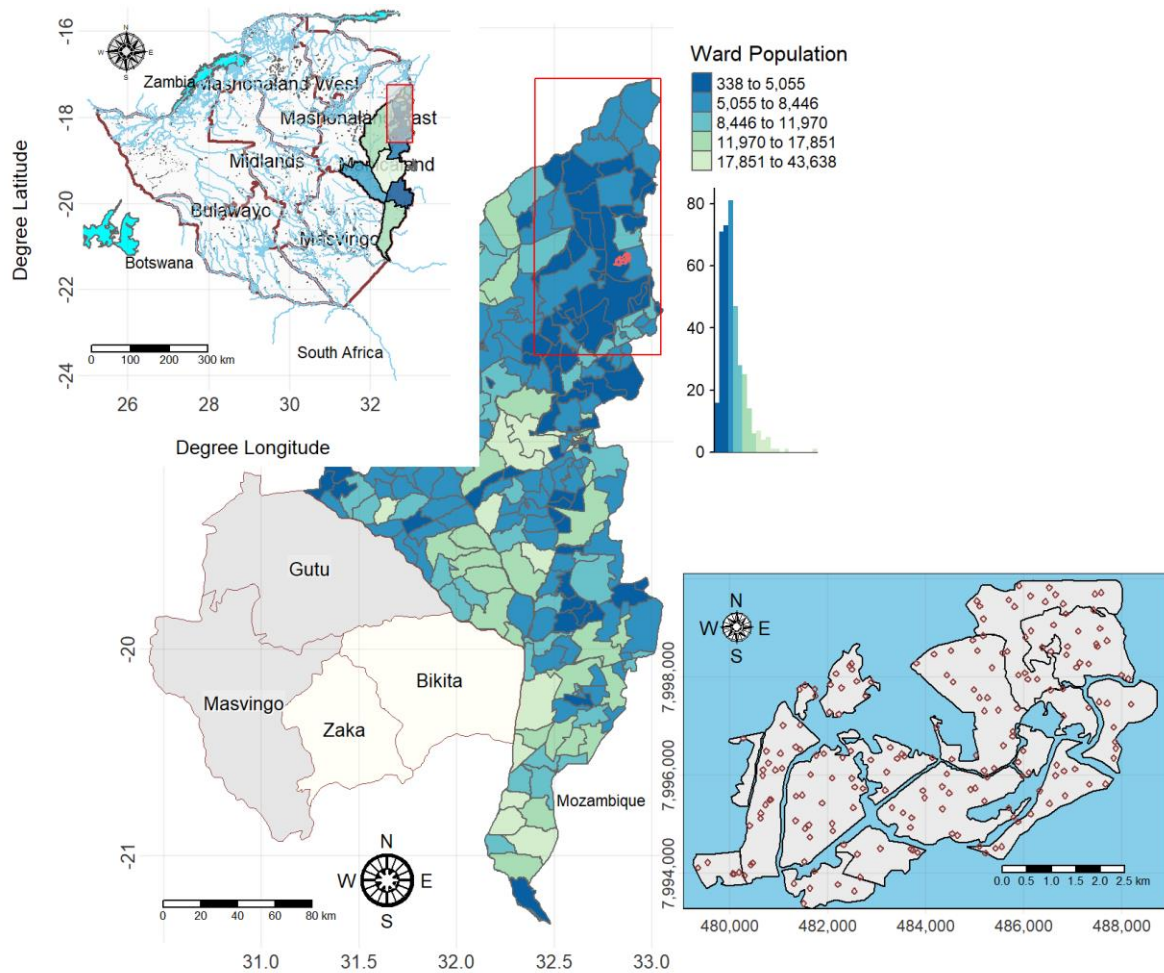 -16
-18
-20
-22
-24
Degree Latitude
N
W
E
S
Zambia
Mashonaland West
Mashonaland East
Midlands
Manicaland
Bulawayo
Masvingo
Botswana
South Africa
0 100 200 300 km
26 28 30 32
Degree Longitude
Ward Population
338 to 5,055
5,055 to 8,446
8,446 to 11,970
11,970 to 17,851
17,851 to 43,638
80
60
40
20
0
Gutu
-20
Bikita
Masvingo
Zaka
Mozambique
-21
N
W E
S
0 20 40 60 80 km
31.0 31.5 32.0 32.5 33.0
N
W E
S
7,998,000
7,996,000
7,994,000
0.0 0.5 1.0 1.5 2.0 2.5 km
480,000 482,000 484,000 486,000 488,000